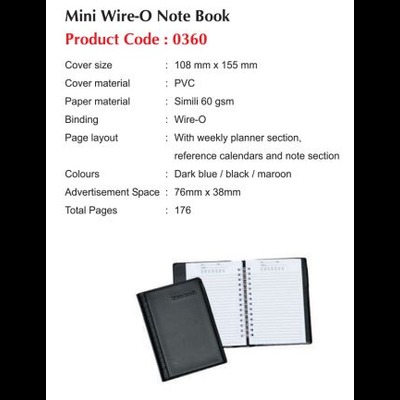 Mini Wire-O Note Book
Product Code : 0360
Cover size : 108 mm x 155 mm
Cover material : PVC
Paper material : Simili 60 gsm
Binding : Wire-O
Page layout : With weekly planner section,
reference calendars and note section
Colours : Dark blue / black / maroon
Advertisement Space : 76mm x 38mm
Total Pages : 176